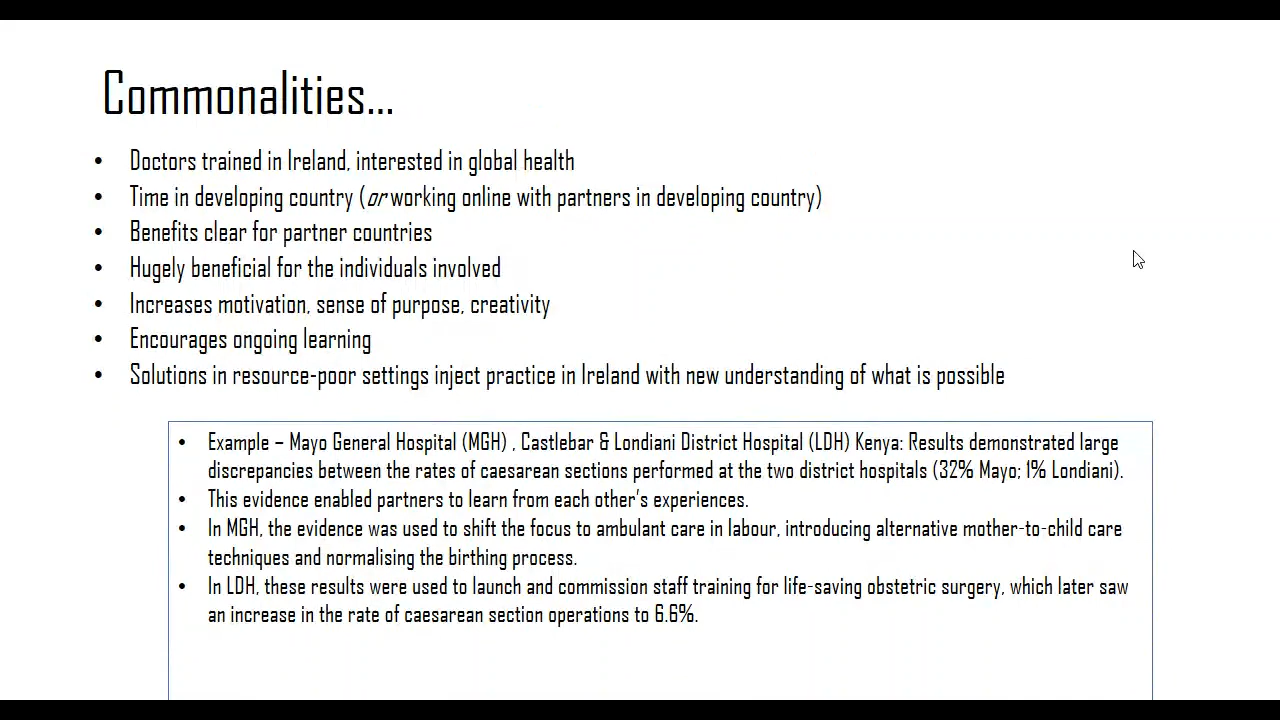 Commonalities...
• Doctors trained in Ireland, interested in global health
• Time in developing country (or working online with partners in developing country)
• Benefits clear for partner countries
• Hugely beneficial for the individuals involved
• Increases motivation, sense of purpose, creativity
• Encourages ongoing learning
• Solutions in resource-poor settings inject practice in Ireland with new understanding of what is possible
• Example – Mayo General Hospital (MGH) , Castlebar & Londiani District Hospital (LDH) Kenya: Results demonstrated large
discrepancies between the rates of caesarean sections performed at the two district hospitals (32% Mayo; 1% Londiani).
• This evidence enabled partners to learn from each other's experiences.
• In MGH, the evidence was used to shift the focus to ambulant care in labour, introducing alternative mother-to-child care
techniques and normalising the birthing process.
• In LDH, these results were used to launch and commission staff training for life-saving obstetric surgery, which later saw
an increase in the rate of caesarean section operations to 6.6%.